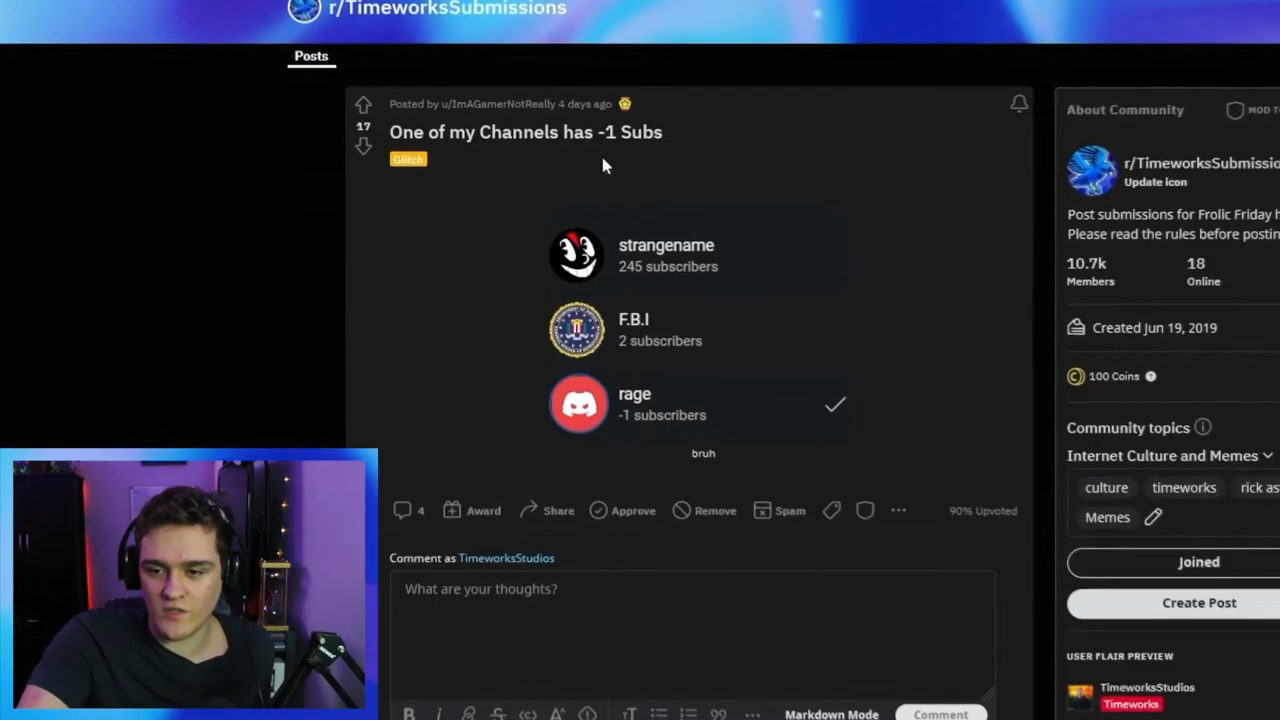 r/TimeworksSubmissions
Posts
Posted by u/ImAGamerNotReally 4 days ago
17
One of my Channels has -1 Subs
Glitch
strangename
245 subscribers
F.B.I
2 subscribers
rage
-1 subscribers
bruh
4 Award Share Approve Remove Spam 90% Upvoted
Comment as TimeworksStudios
What are your thoughts?
Markdown Mode Comment
About Community MOD T
r/TimeworksSubmissio
Update icon
Post submissions for Frolic Friday h
Please read the rules before postin
10.7k 18
Members Online
Created Jun 19, 2019
100 Coins
Community topics
Internet Culture and Memes
culture timeworks rick as
Memes
Joined
Create Post
USER FLAIR PREVIEW
TimeworksStudios
Timeworks